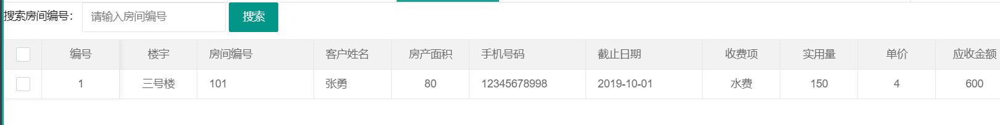 搜索房间编号： 请输入房间编号 搜索
编号 楼宇 房间编号 客户姓名 房产面积 手机号码 截止日期 收费项 实用量 单价 应收金额
1 三号楼 101 张勇 80 12345678998 2019-10-01 水费 150 4 600